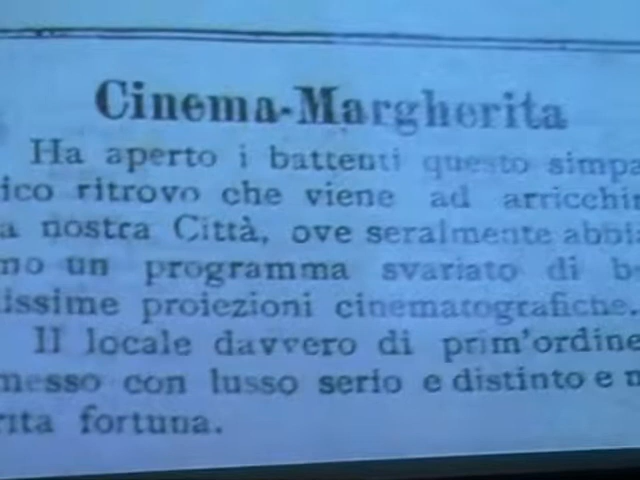 Cinema-Margherita
Ha aperto i battenti questo simpa
ico ritrovo che viene ad arricchir
a nostra Città, ove seralmente abbia
mo un programma svariato di be
issime proiezioni cinematografiche.
Il locale davvero di prim'ordine
messo con lusso serio e distinto e m
rita fortuna.